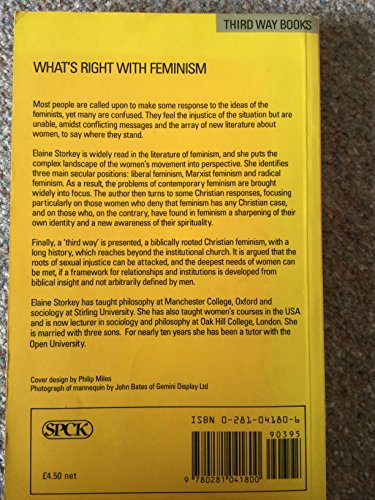 THIRD WAY BOOKS
WHAT'S RIGHT WITH FEMINISM
Most people are called upon to make some response to the ideas of the
feminists, yet many are confused. They feel the injustice of the situation but are
unable, amidst conflicting messages and the array of new literature about
women, to say where they stand.
Elaine Storkey is widely read in the literature of feminism, and she puts the
complex landscape of the women's movement into perspective. She identifies
three main secular positions: liberal feminism, Marxist feminism and radical
feminism. As a result, the problems of contemporary feminism are brought
widely into focus. The author then turns to some Christian responses, focusing
particularly on those women who deny that feminism has any Christian case,
and on those who, on the contrary, have found in feminism a sharpening of their
own identity and a new awareness of their spirituality.
Finally, a 'third way' is presented, a biblically rooted Christian feminism, with a
long history, which reaches beyond the institutional church. It is argued that the
roots of sexual injustice can be attacked, and the deepest needs of women can
be met, if a framework for relationships and institutions is developed from
biblical insight and not arbitrarily defined by men.
Elaine Storkey has taught philosophy at Manchester College, Oxford and
sociology at Stirling University. She has also taught women's courses in the USA
and is now lecturer in sociology and philosophy at Oak Hill College, London. She
is married with three sons. For nearly ten years she has been a tutor with the
Open University.
Cover design by Philip Miles
Photograph of mannequin by John Bates of Gemini Display Ltd
ISBN 0-281-04180-6
90395
SPCK
£4.50 net
9 780281 041800